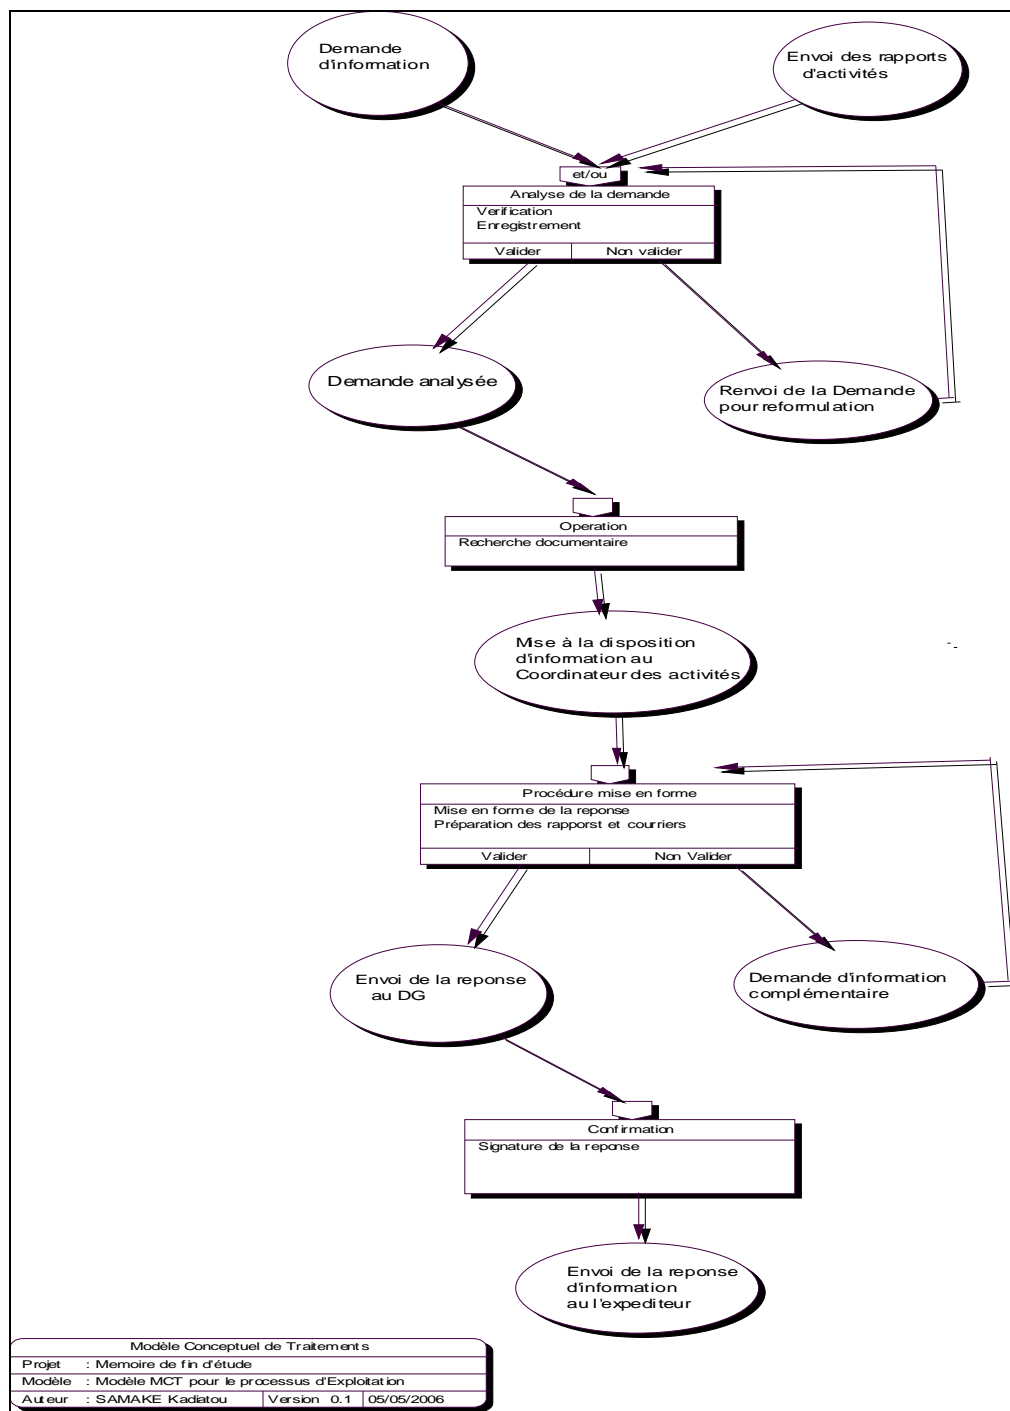 Demande
d'information
Envoi des rapports
d'activités
et/ou
Analyse de la demande
Verification
Enregistrement
Valider
Non valider
Demande analysée
Renvoi de la Demande
pour reformulation
Operation
Recherche documentaire
Mise à la disposition
d'information au
Coordinateur des activités
Procédure mise en forme
Mise en forme de la reponse
Préparation des rapporst et courriers
Valider
Non Valider
Envoi de la reponse
au DG
Demande d'information
complémentaire
Confirmation
Signature de la reponse
Envoi de la reponse
d'information
au l'expediteur
Modèle Conceptuel de Traitements
Projet : Memoire de fin d'étude
Modèle : Modèle MCT pour le processus d'Exploitation
Auteur : SAMAKE Kadiatou Version 0.1 05/05/2006